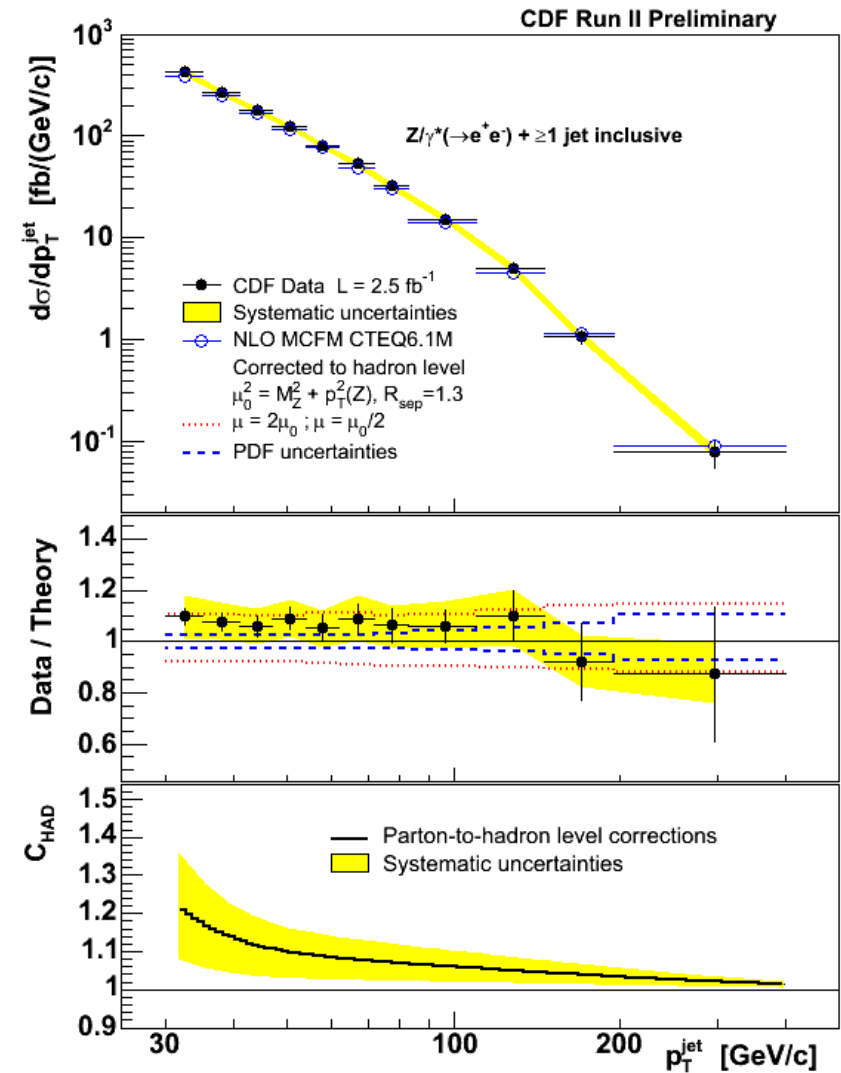 CDF Run II Preliminary
10³
10²
10
1
10⁻¹
dσ/dp_T^jet [fb/(GeV/c)]
Z/γ*(→e⁺e⁻) + ≥1 jet inclusive
CDF Data L = 2.5 fb⁻¹
Systematic uncertainties
NLO MCFM CTEQ6.1M
Corrected to hadron level
μ₀² = M_Z² + p_T²(Z), R_sep=1.3
μ = 2μ₀ ; μ = μ₀/2
PDF uncertainties
1.4
1.2
1
0.8
0.6
Data / Theory
1.5
1.4
1.3
1.2
1.1
1
0.9
C_HAD
Parton-to-hadron level corrections
Systematic uncertainties
30 100 200
p_T^jet [GeV/c]